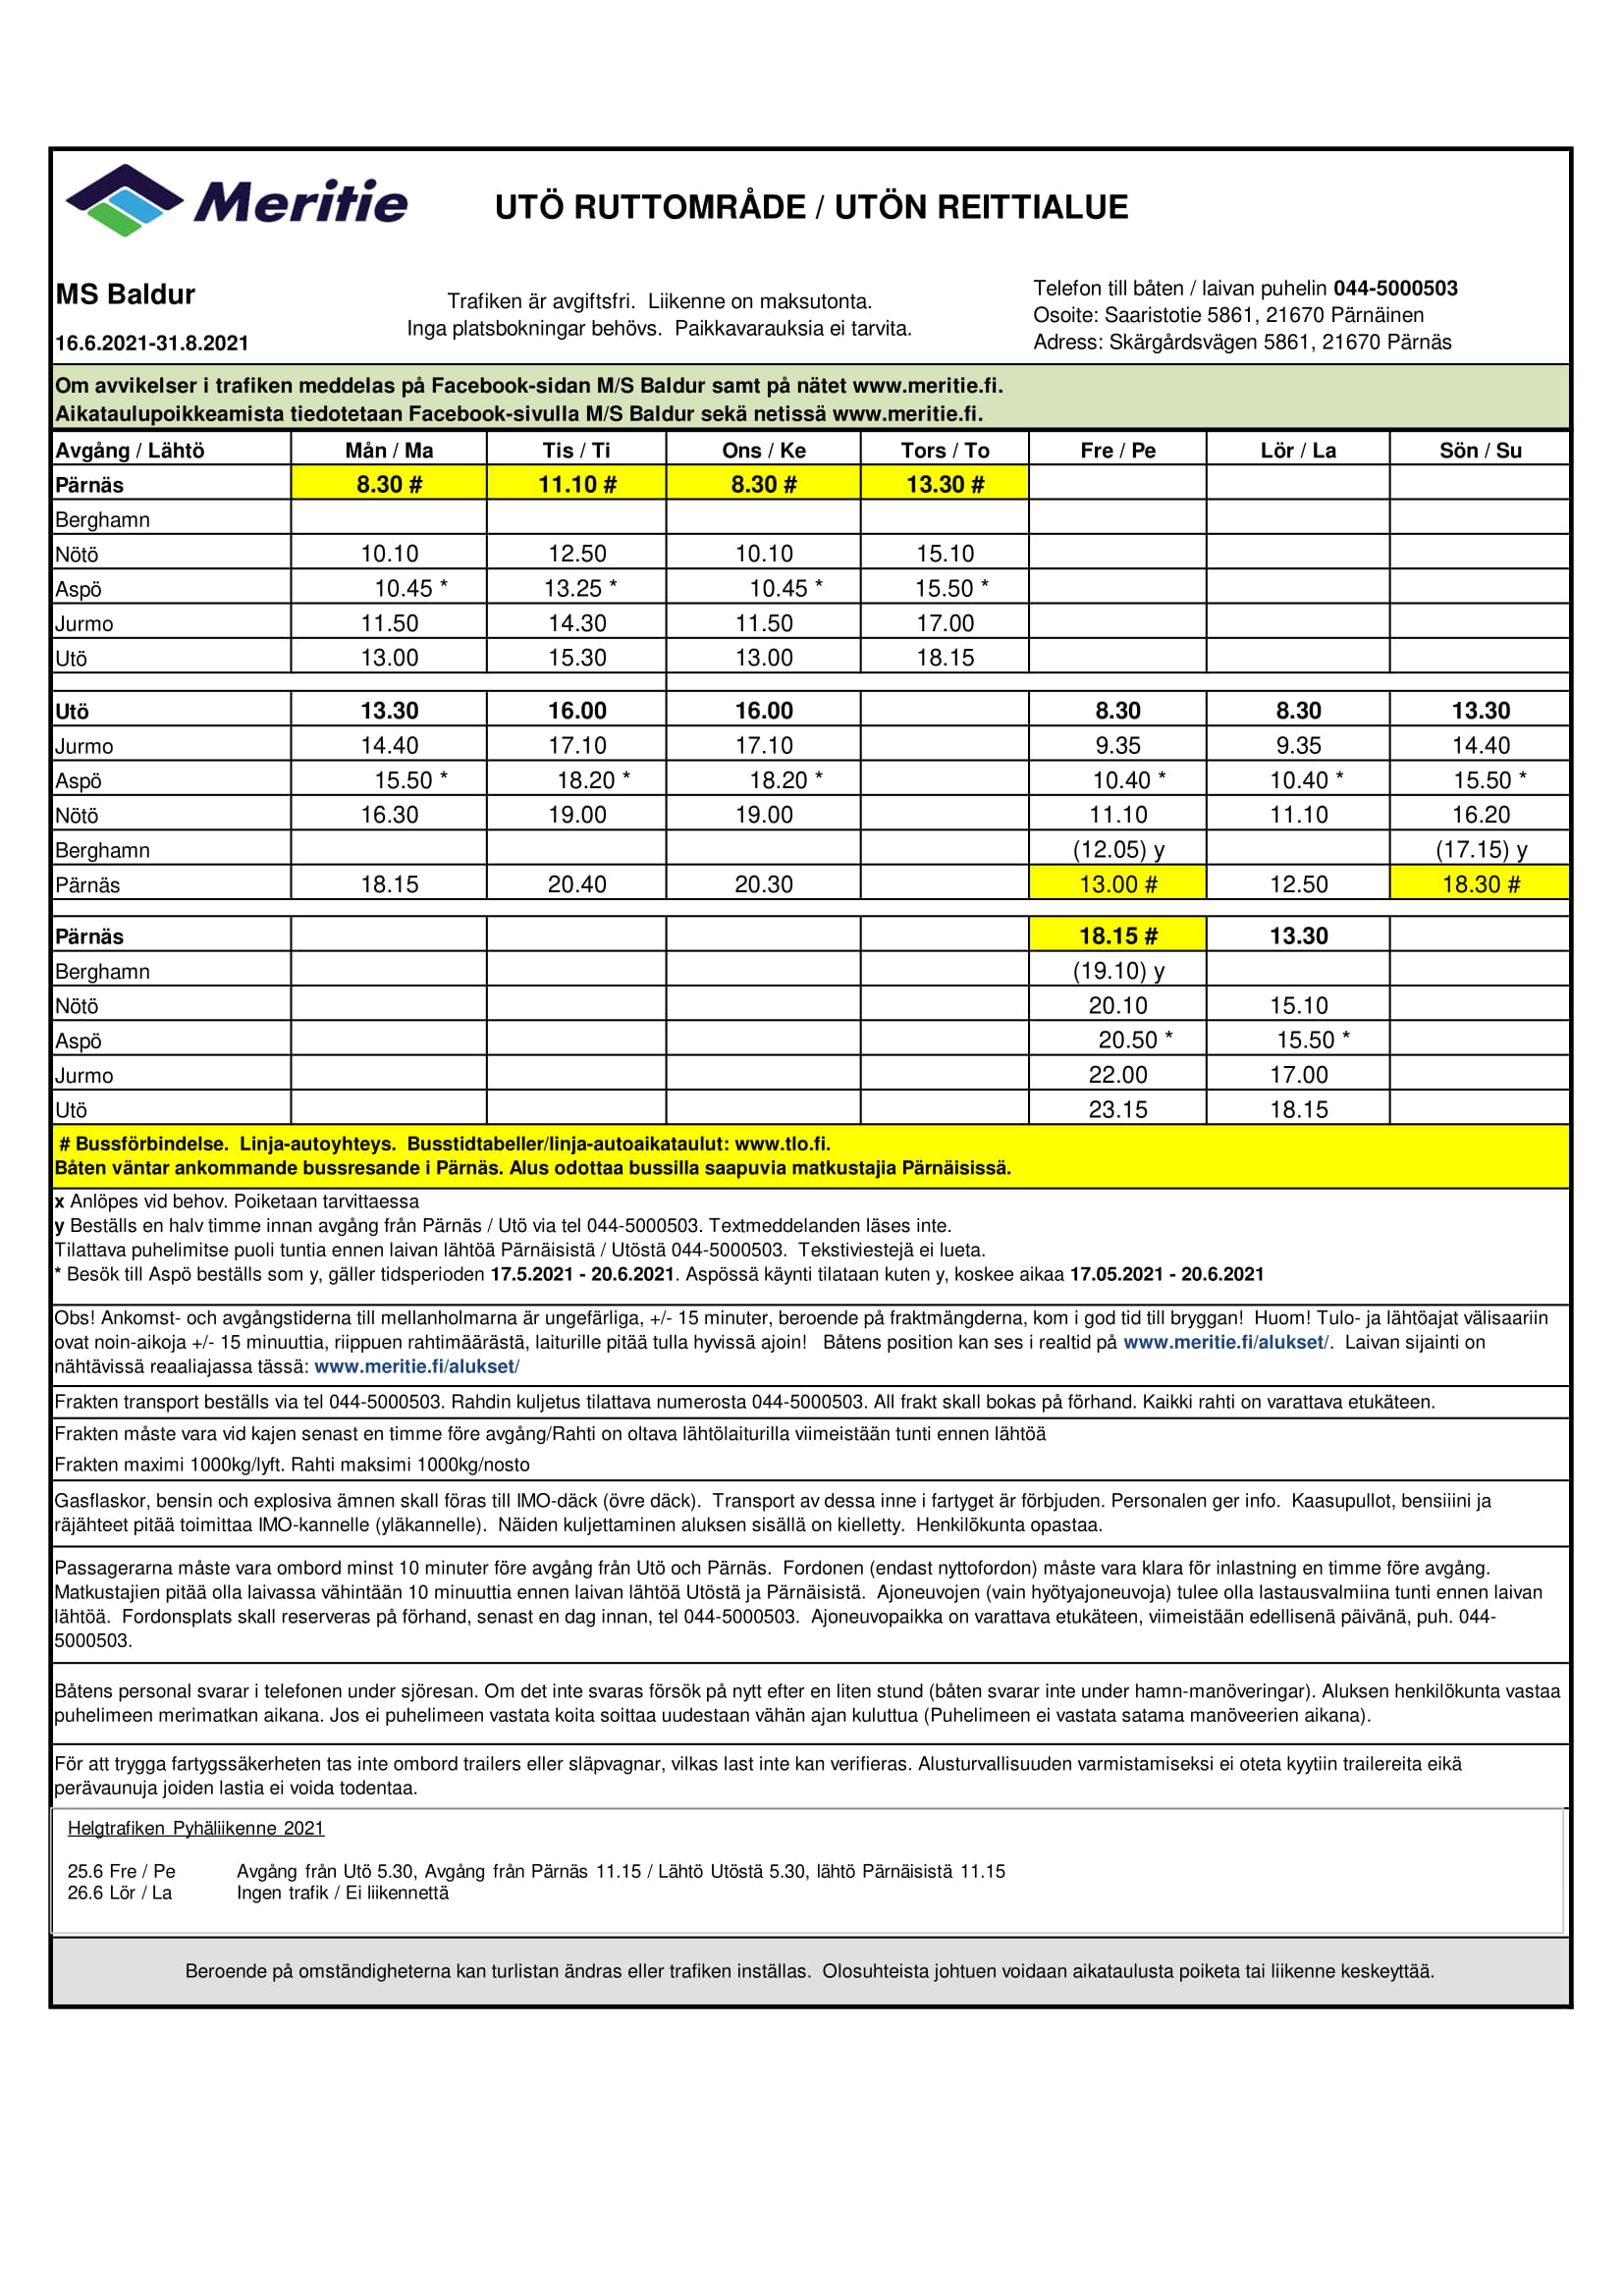 Meritie
UTÖ RUTTOMRÅDE / UTÖN REITTIALUE
MS Baldur
16.6.2021-31.8.2021
Trafiken är avgiftsfri. Liikenne on maksutonta.
Inga platsbokningar behövs. Paikkavarauksia ei tarvita.
Telefon till båten / laivan puhelin 044-5000503
Osoite: Saaristotie 5861, 21670 Pärnäinen
Adress: Skärgårdsvägen 5861, 21670 Pärnäs
Om avvikelser i trafiken meddelas på Facebook-sidan M/S Baldur samt på nätet www.meritie.fi.
Aikataulupoikkeamista tiedotetaan Facebook-sivulla M/S Baldur sekä netissä www.meritie.fi.
Avgång / Lähtö Mån / Ma Tis / Ti Ons / Ke Tors / To Fre / Pe Lör / La Sön / Su
Pärnäs 8.30 # 11.10 # 8.30 # 13.30 #
Berghamn
Nötö 10.10 12.50 10.10 15.10
Aspö 10.45 * 13.25 * 10.45 * 15.50 *
Jurmo 11.50 14.30 11.50 17.00
Utö 13.00 15.30 13.00 18.15
Utö 13.30 16.00 16.00 8.30 8.30 13.30
Jurmo 14.40 17.10 17.10 9.35 9.35 14.40
Aspö 15.50 * 18.20 * 18.20 * 10.40 * 10.40 * 15.50 *
Nötö 16.30 19.00 19.00 11.10 11.10 16.20
Berghamn (12.05) y (17.15) y
Pärnäs 18.15 20.40 20.30 13.00 # 12.50 18.30 #
Pärnäs 18.15 # 13.30
Berghamn (19.10) y
Nötö 20.10 15.10
Aspö 20.50 * 15.50 *
Jurmo 22.00 17.00
Utö 23.15 18.15
# Bussförbindelse. Linja-autoyhteys. Busstidtabeller/linja-autoaikataulut: www.tlo.fi.
Båten väntar ankommande bussresande i Pärnäs. Alus odottaa bussilla saapuvia matkustajia Pärnäisissä.
x Anlöpes vid behov. Poiketaan tarvittaessa
y Beställs en halv timme innan avgång från Pärnäs / Utö via tel 044-5000503. Textmeddelanden läses inte.
Tilattava puhelimitse puoli tuntia ennen laivan lähtöä Pärnäisistä / Utöstä 044-5000503. Tekstiviestejä ei lueta.
* Besök till Aspö beställs som y, gäller tidsperioden 17.5.2021 - 20.6.2021. Aspössä käynti tilataan kuten y, koskee aikaa 17.05.2021 - 20.6.2021
Obs! Ankomst- och avgångstiderna till mellanholmarna är ungefärliga, +/- 15 minuter, beroende på fraktmängderna, kom i god tid till bryggan! Huom! Tulo- ja lähtöajat välisaariin
ovat noin-aikoja +/- 15 minuuttia, riippuen rahtimäärästä, laiturille pitää tulla hyvissä ajoin! Båtens position kan ses i realtid på www.meritie.fi/alukset/. Laivan sijainti on
nähtävissä reaaliajassa tässä: www.meritie.fi/alukset/
Frakten transport beställs via tel 044-5000503. Rahdin kuljetus tilattava numerosta 044-5000503. All frakt skall bokas på förhand. Kaikki rahti on varattava etukäteen.
Frakten måste vara vid kajen senast en timme före avgång/Rahti on oltava lähtölaiturilla viimeistään tunti ennen lähtöä
Frakten maximi 1000kg/lyft. Rahti maksimi 1000kg/nosto
Gasflaskor, bensin och explosiva ämnen skall föras till IMO-däck (övre däck). Transport av dessa inne i fartyget är förbjuden. Personalen ger info. Kaasupullot, bensiiini ja
räjähteet pitää toimittaa IMO-kannelle (yläkannelle). Näiden kuljettaminen aluksen sisällä on kielletty. Henkilökunta opastaa.
Passagerarna måste vara ombord minst 10 minuter före avgång från Utö och Pärnäs. Fordonen (endast nyttofordon) måste vara klara för inlastning en timme före avgång.
Matkustajien pitää olla laivassa vähintään 10 minuuttia ennen laivan lähtöä Utöstä ja Pärnäisistä. Ajoneuvojen (vain hyötyajoneuvoja) tulee olla lastausvalmiina tunti ennen laivan
lähtöä. Fordonsplats skall reserveras på förhand, senast en dag innan, tel 044-5000503. Ajoneuvopaikka on varattava etukäteen, viimeistään edellisenä päivänä, puh. 044-
5000503.
Båtens personal svarar i telefonen under sjöresan. Om det inte svaras försök på nytt efter en liten stund (båten svarar inte under hamn-manöveringar). Aluksen henkilökunta vastaa
puhelimeen merimatkan aikana. Jos ei puhelimeen vastata koita soittaa uudestaan vähän ajan kuluttua (Puhelimeen ei vastata satama manöveerien aikana).
För att trygga fartygssäkerheten tas inte ombord trailers eller släpvagnar, vilkas last inte kan verifieras. Alusturvallisuuden varmistamiseksi ei oteta kyytiin trailereita eikä
perävaunuja joiden lastia ei voida todentaa.
Helgtrafiken Pyhäliikenne 2021
25.6 Fre / Pe Avgång från Utö 5.30, Avgång från Pärnäs 11.15 / Lähtö Utöstä 5.30, lähtö Pärnäisistä 11.15
26.6 Lör / La Ingen trafik / Ei liikennettä
Beroende på omständigheterna kan turlistan ändras eller trafiken inställas. Olosuhteista johtuen voidaan aikataulusta poiketa tai liikenne keskeyttää.